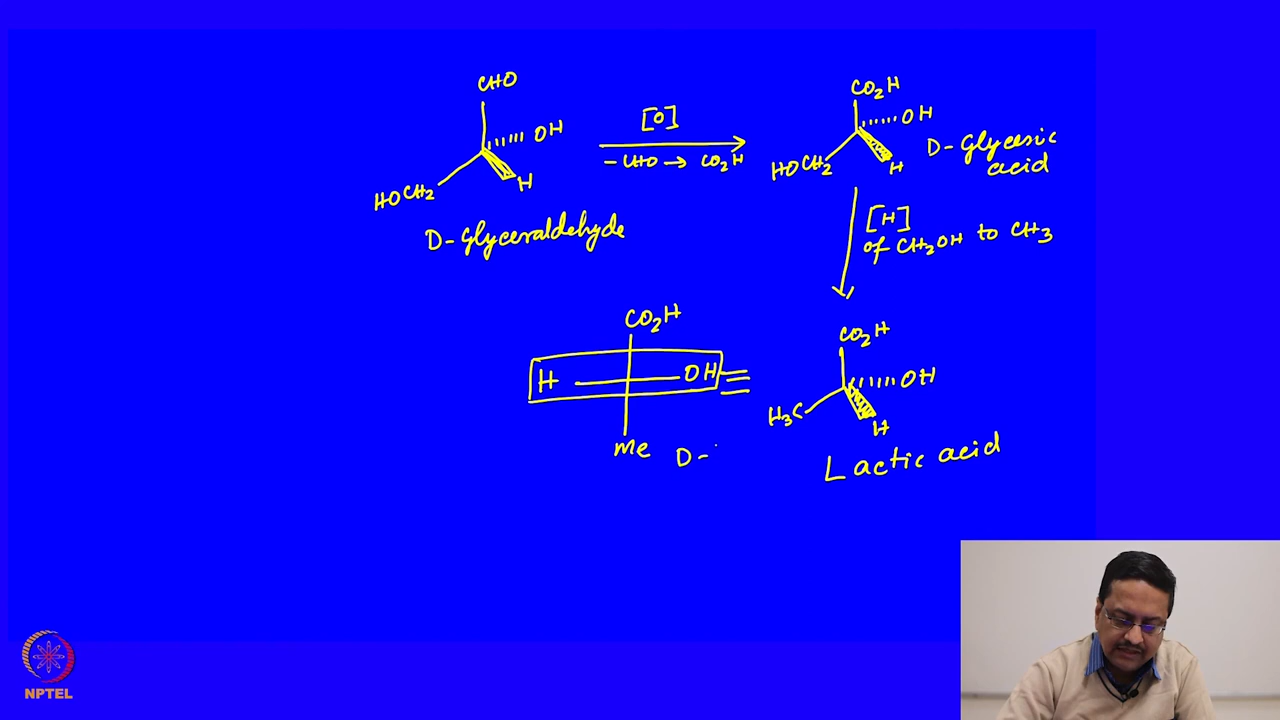 CHO
OH
H
HOCH2
D-glyceraldehyde
[O]
-CHO → CO2H
CO2H
OH
H
HOCH2
D-glyceric
acid
[H]
of CH2OH to CH3
CO2H
H OH
Me
D-
≡
CO2H
OH
H3C
H
Lactic acid
NPTEL